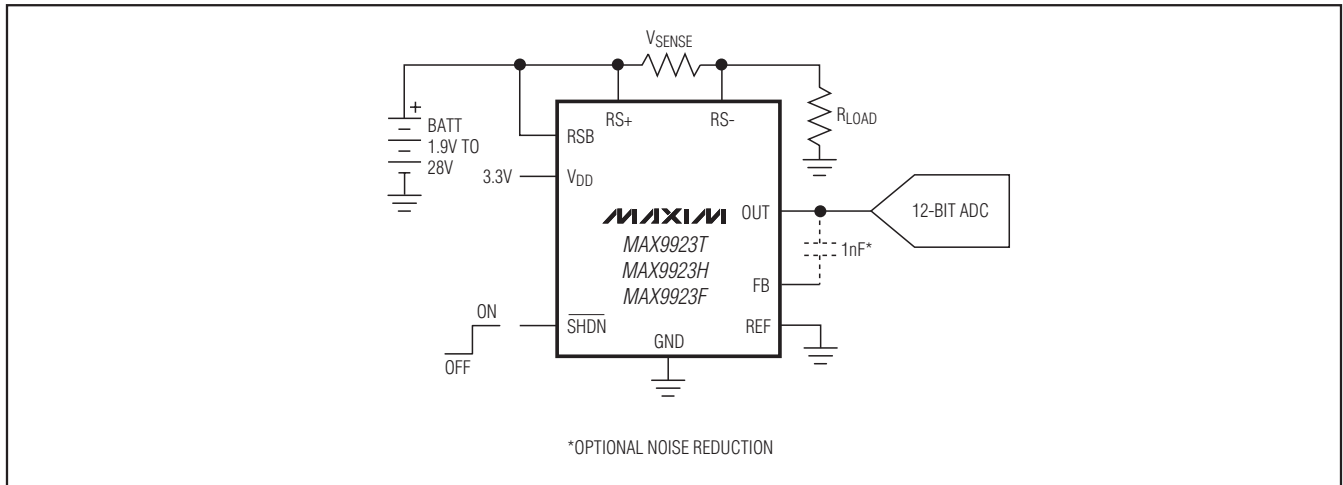 VSENSE
+
BATT
1.9V TO
28V
RSB
RS+
RS-
RLOAD
3.3V
VDD
MAXIM
MAX9923T
MAX9923H
MAX9923F
OUT
12-BIT ADC
1nF*
FB
ON
OFF
SHDN
GND
REF
*OPTIONAL NOISE REDUCTION